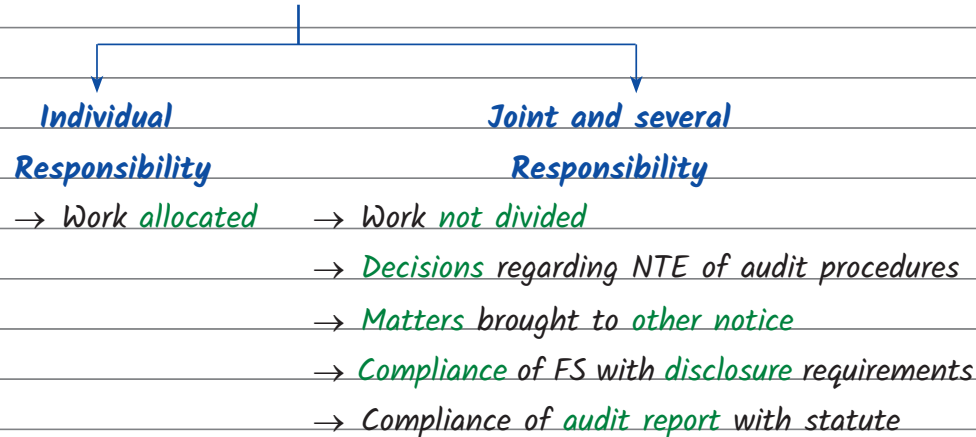 Individual
Responsibility
→ Work allocated
Joint and several
Responsibility
→ Work not divided
→ Decisions regarding NTE of audit procedures
→ Matters brought to other notice
→ Compliance of FS with disclosure requirements
→ Compliance of audit report with statute